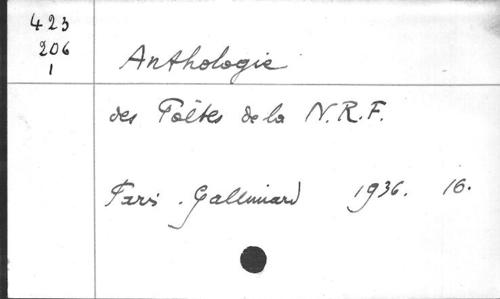 423
206
1
Anthologie
des Poètes de la N.R.F.
Paris. Gallimard 1936. 16.